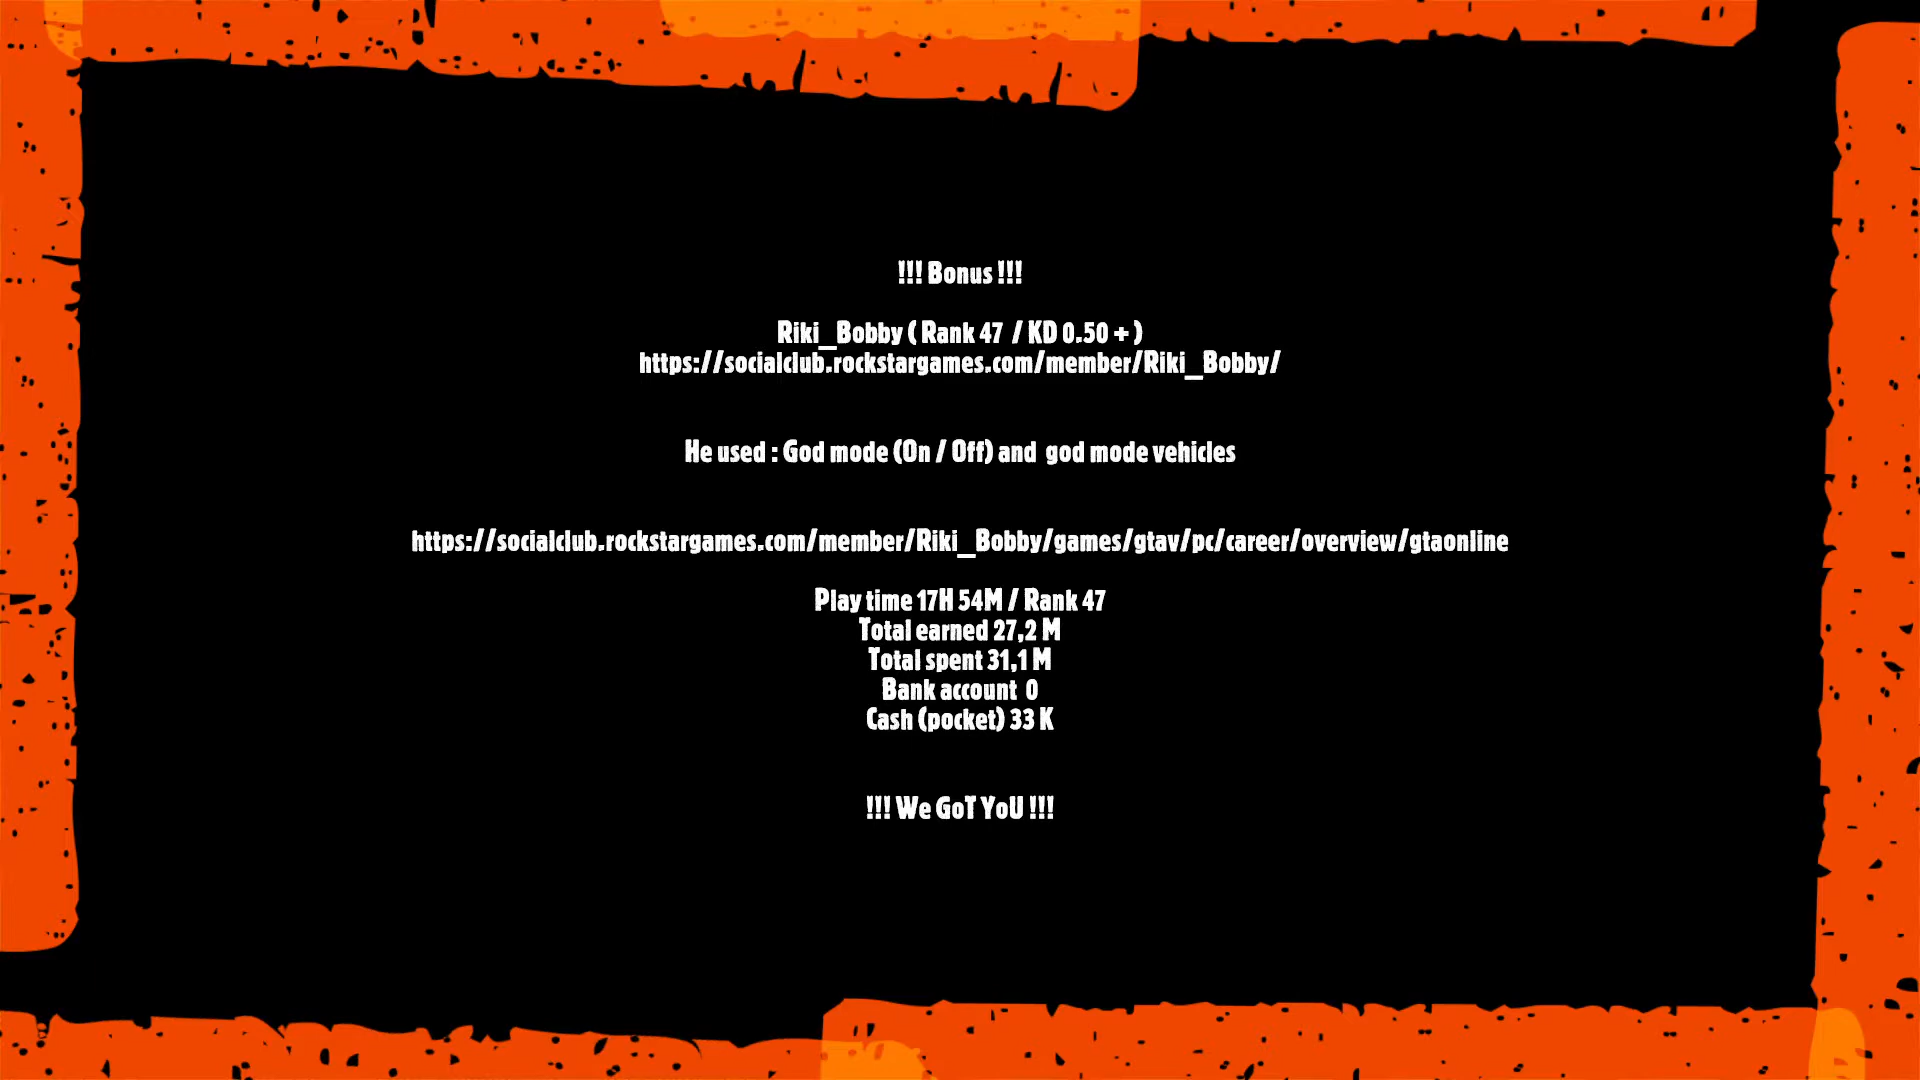 !!! Bonus !!!
Riki_Bobby ( Rank 47 / KD 0.50 + )
https://socialclub.rockstargames.com/member/Riki_Bobby/
He used : God mode (On / Off) and god mode vehicles
https://socialclub.rockstargames.com/member/Riki_Bobby/games/gtav/pc/career/overview/gtaonline
Play time 17H 54M / Rank 47
Total earned 27,2 M
Total spent 31,1 M
Bank account 0
Cash (pocket) 33 K
!!! We GoT YoU !!!